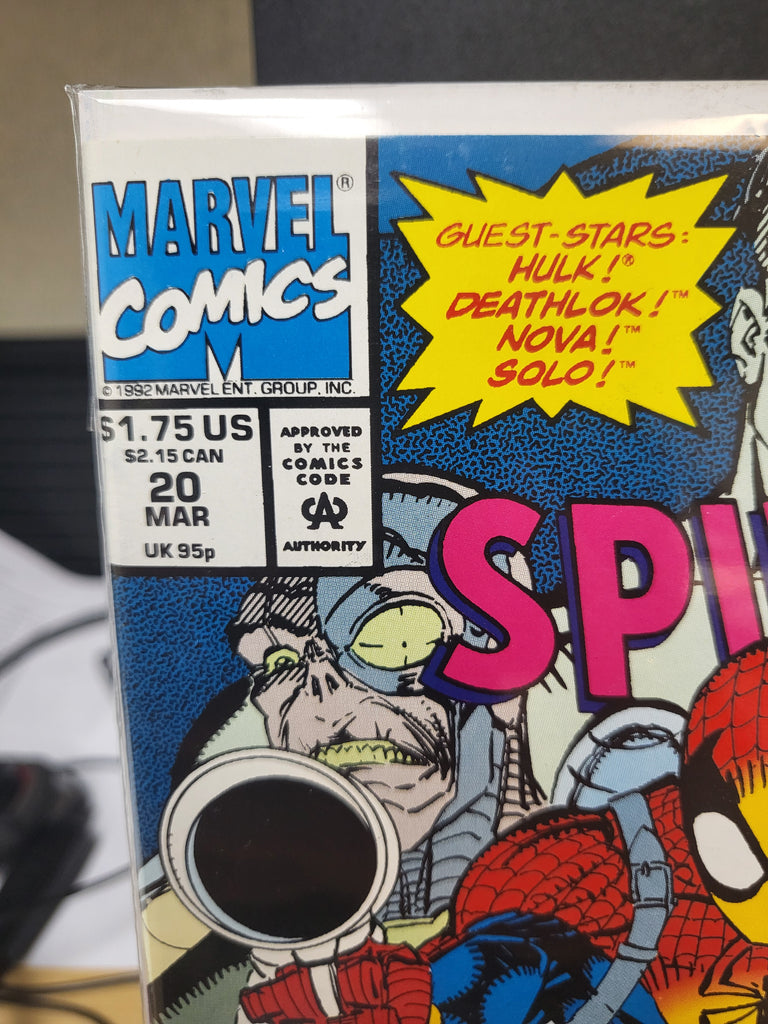 MARVEL®
COMICS
M
© 1992 MARVEL ENT. GROUP, INC.
$1.75 US
$2.15 CAN
20
MAR
UK 95p
APPROVED
BY THE
COMICS
CODE
CA
AUTHORITY
GUEST-STARS:
HULK!®
DEATHLOK!™
NOVA!™
SOLO!™
SPI